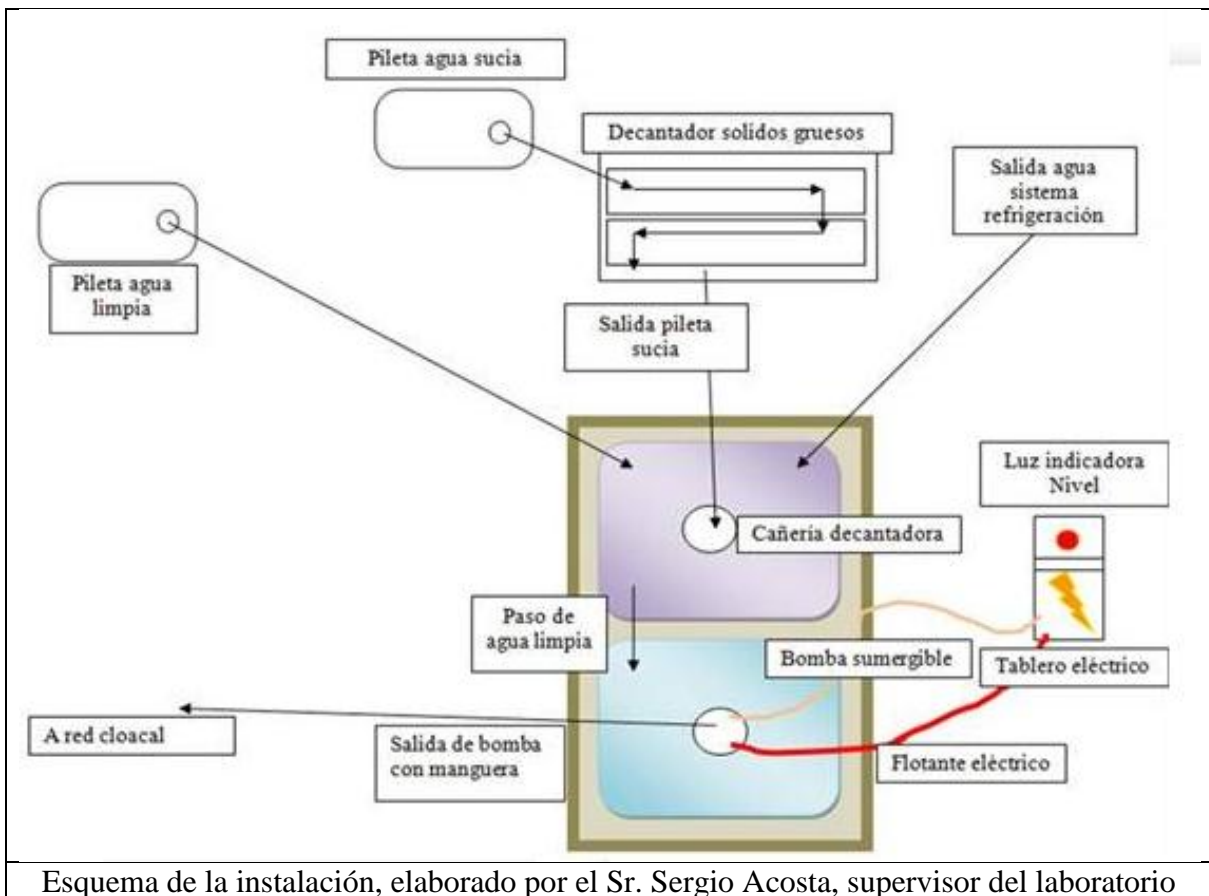 Pileta agua sucia
Decantador solidos gruesos
Salida agua
sistema
refrigeración
Pileta agua
limpia
Salida pileta
sucia
Luz indicadora
Nivel
Cañería decantadora
Paso de
agua limpia
Bomba sumergible
Tablero eléctrico
A red cloacal
Salida de bomba
con manguera
Flotante eléctrico
Esquema de la instalación, elaborado por el Sr. Sergio Acosta, supervisor del laboratorio